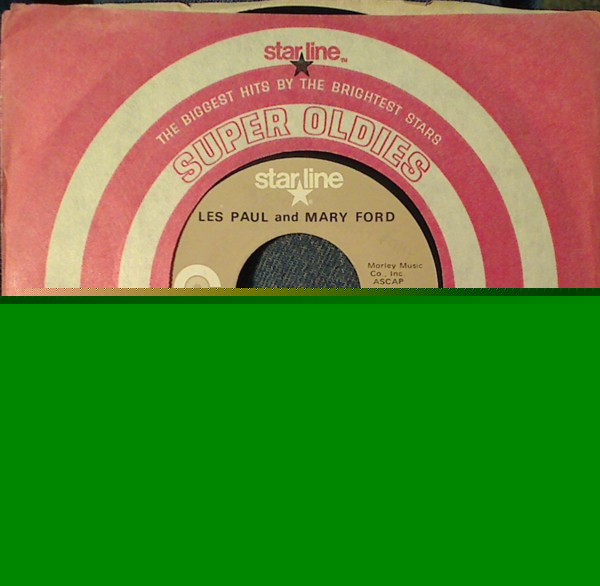 starline™
THE BIGGEST HITS BY THE BRIGHTEST STARS
SUPER OLDIES
starline®
LES PAUL and MARY FORD
Morley Music
Co., Inc.
ASCAP